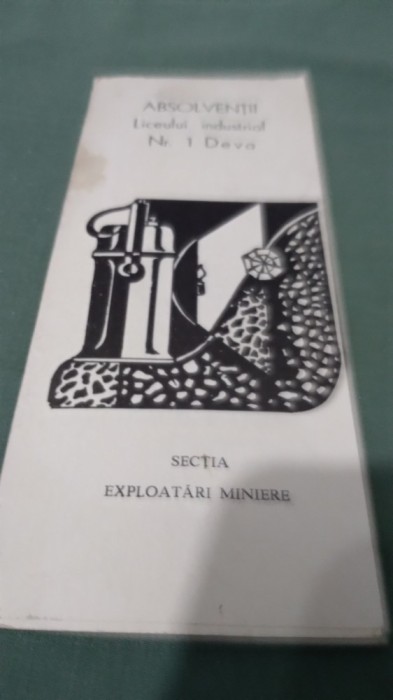 ABSOLVENȚII
Liceului industrial
Nr. 1 Deva
SECȚIA
EXPLOATĂRI MINIERE